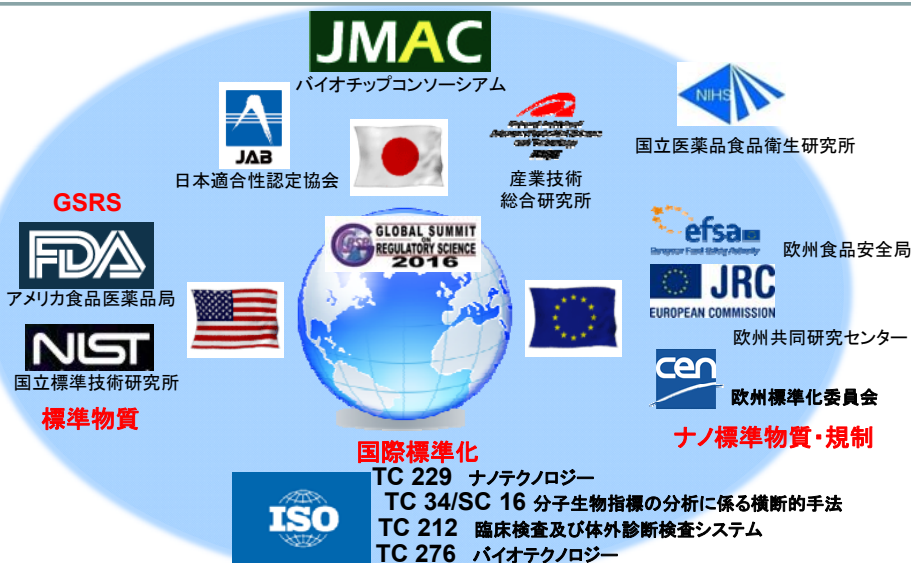 JMAC
バイオチップコンソーシアム
JAB
日本適合性認定協会
産業技術
総合研究所
NIHS
国立医薬品食品衛生研究所
GSRS
FDA
アメリカ食品医薬品局
NIST
国立標準技術研究所
標準物質
GLOBAL SUMMIT
ON
REGULATORY SCIENCE
2016
efsa
European Food Safety Authority
欧州食品安全局
JRC
EUROPEAN COMMISSION
欧州共同研究センター
cen
欧州標準化委員会
ナノ標準物質・規制
国際標準化
ISO
TC 229 ナノテクノロジー
TC 34/SC 16 分子生物指標の分析に係る横断的手法
TC 212 臨床検査及び体外診断検査システム
TC 276 バイオテクノロジー